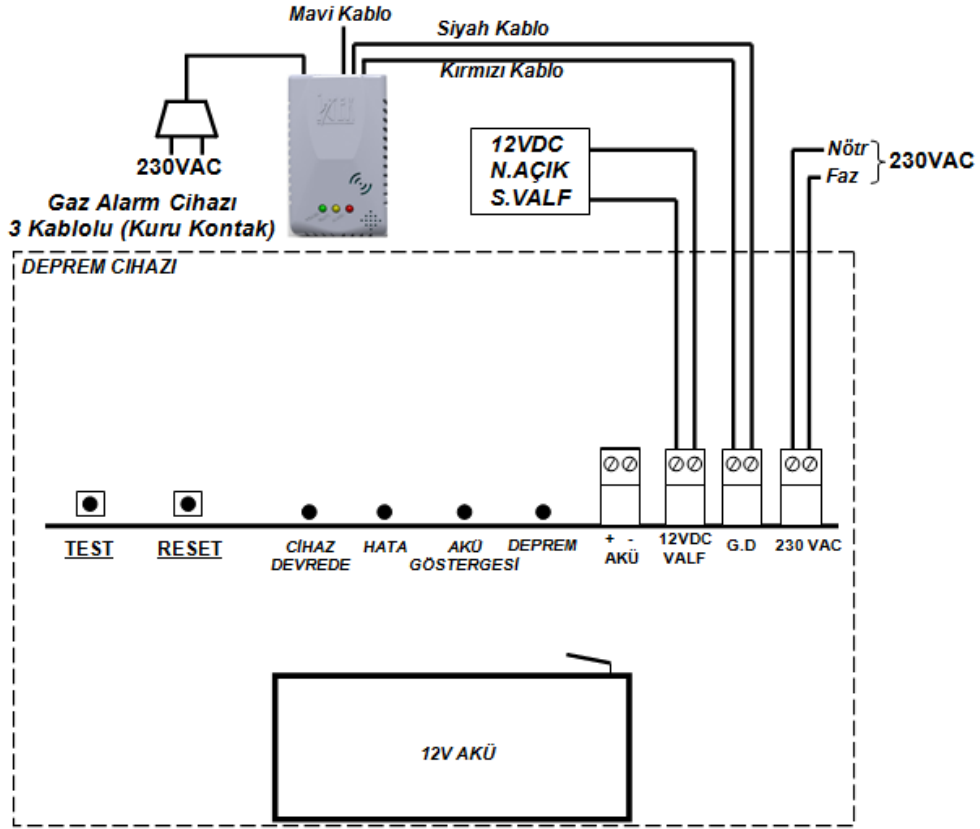 Mavi Kablo
Siyah Kablo
Kırmızı Kablo
230VAC
Gaz Alarm Cihazı
3 Kablolu (Kuru Kontak)
12VDC
N.AÇIK
S.VALF
Nötr
Faz
230VAC
DEPREM CIHAZI
TEST
RESET
CİHAZ
DEVREDE
HATA
AKÜ
GÖSTERGESİ
DEPREM
+ -
AKÜ
12VDC
VALF
G.D
230 VAC
12V AKÜ